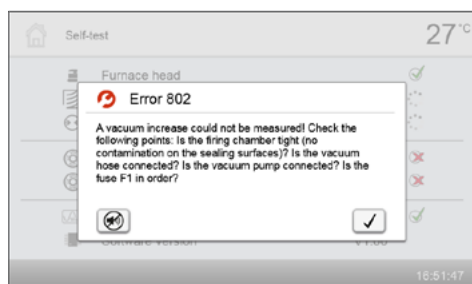 Self-test
27°C
Furnace head
Error 802
A vacuum increase could not be measured! Check the
following points: Is the firing chamber tight (no
contamination on the sealing surfaces)? Is the vacuum
hose connected? Is the vacuum pump connected? Is the
fuse F1 in order?
Software version
16:51:47